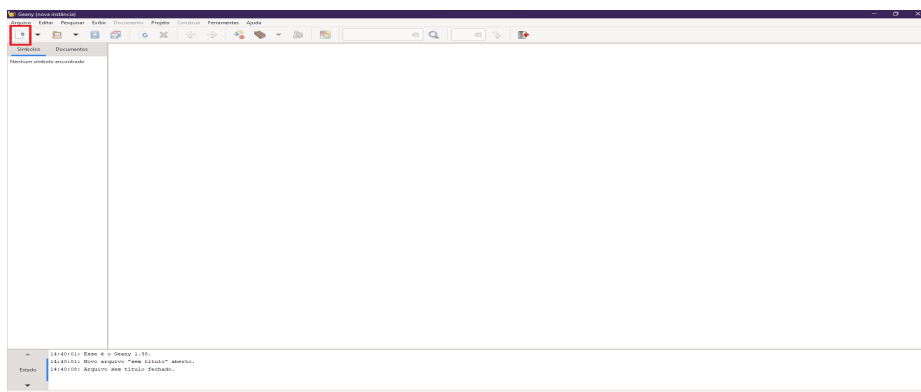 Geany (nova instância)
Arquivo Editar Pesquisar Exibir Documento Projeto Construir Ferramentas Ajuda
Símbolos Documentos
Nenhum símbolo encontrado
14:40:01: Esse é o Geany 1.38.
14:40:01: Novo arquivo "sem título" aberto.
Estado 14:40:08: Arquivo sem título fechado.